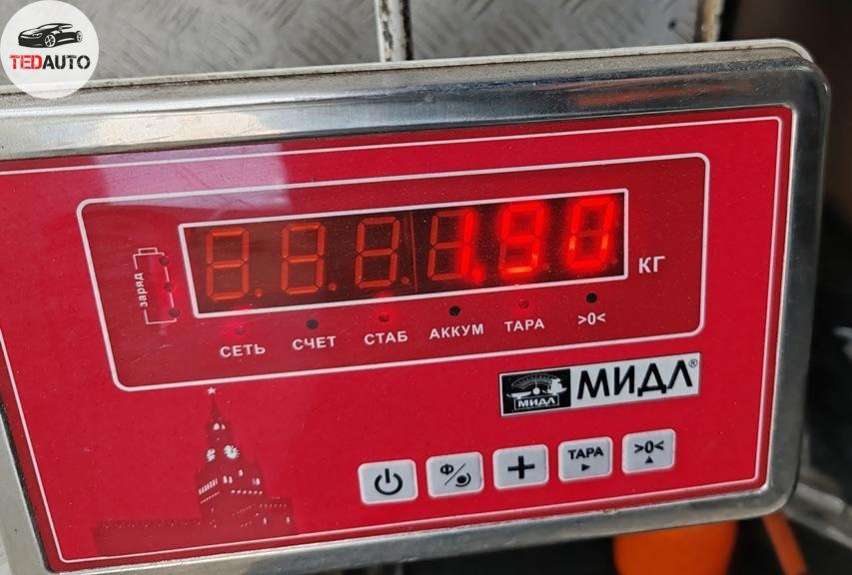 TEDAUTO
1.90
КГ
заряд
СЕТЬ СЧЕТ СТАБ АККУМ ТАРА >0<
МИДЛ МИДЛ®
Ф ТАРА >0<